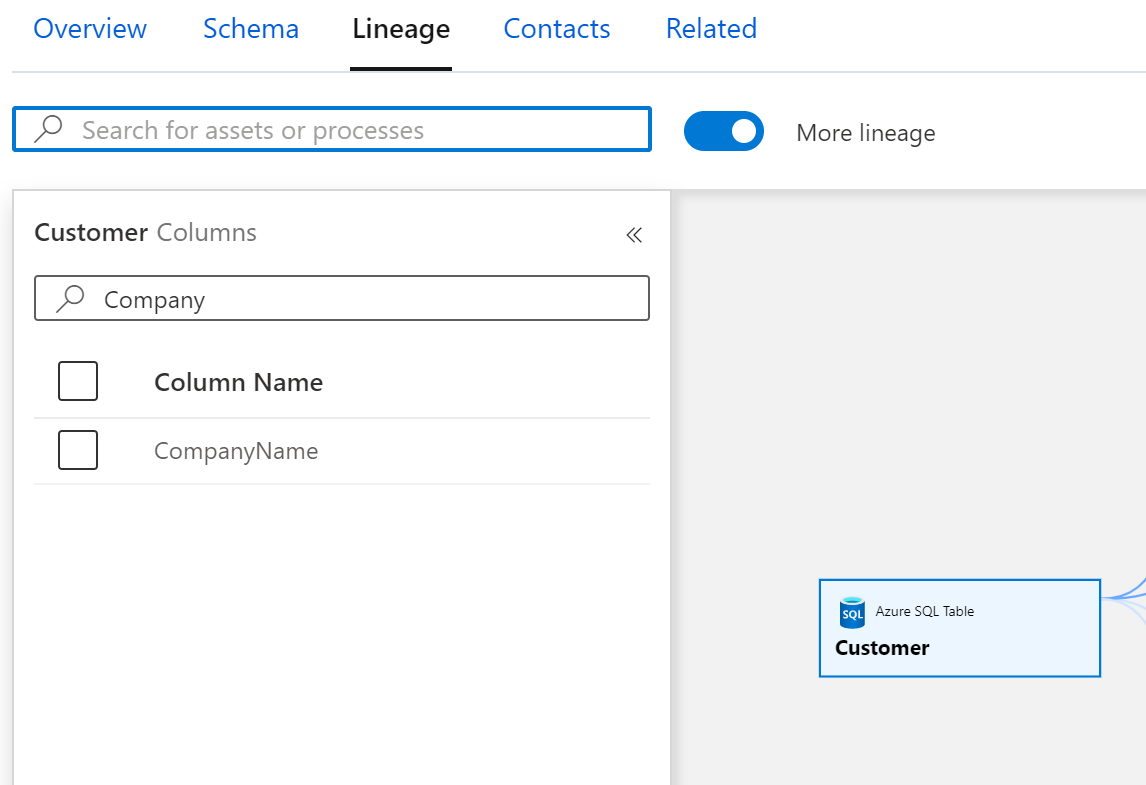 Overview Schema Lineage Contacts Related
Search for assets or processes More lineage
Customer Columns
Company
Column Name
CompanyName
SQL Azure SQL Table
Customer